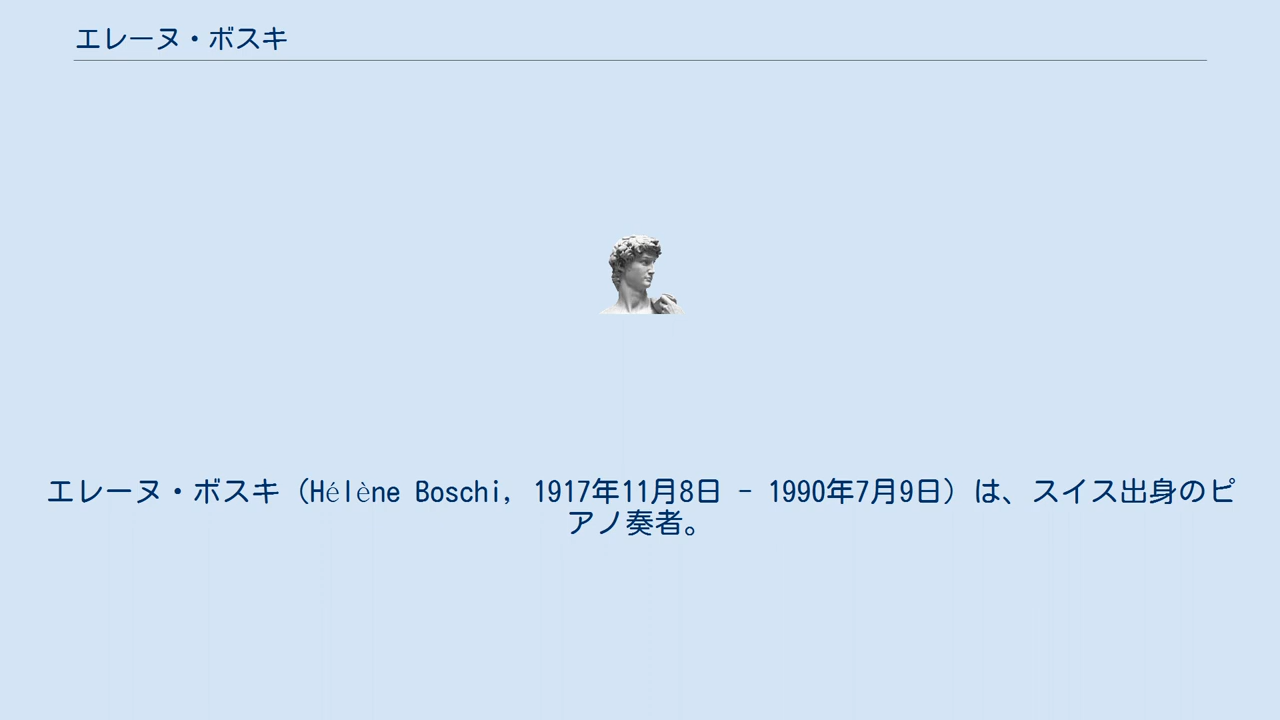 エレーヌ・ボスキ
エレーヌ・ボスキ（Hélène Boschi, 1917年11月8日 - 1990年7月9日）は、スイス出身のピ
アノ奏者。